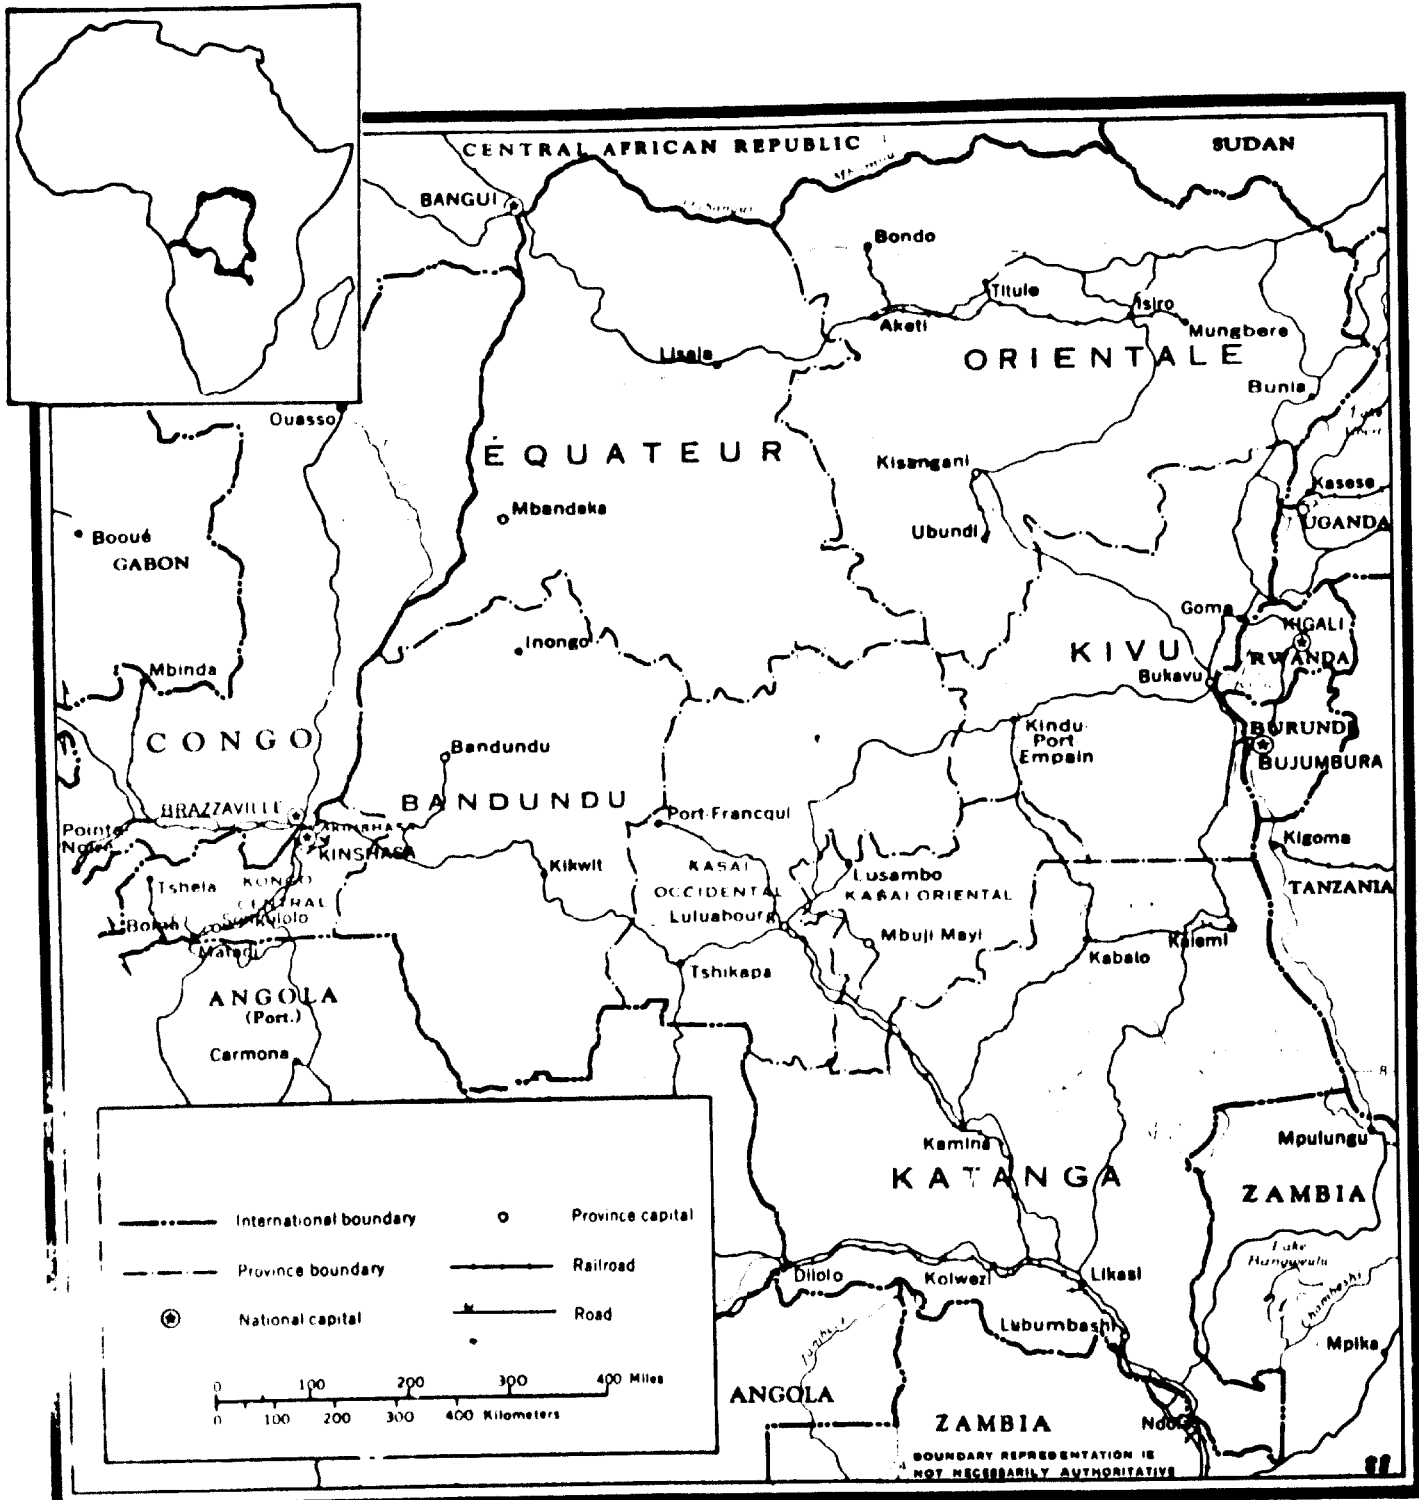 CENTRAL AFRICAN REPUBLIC
SUDAN
BANGUI
Bondo
Titule
Isiro
Aketi
Mungbere
Lisala
ORIENTALE
Bunia
Ouasso
ÉQUATEUR
Kisangani
Kasese
Mbandaka
UGANDA
Booué
Ubundi
GABON
Goma
KIGALI
Inongo
KIVU
RWANDA
Mbinda
Bukavu
CONGO
Kindu-
Port
Empain
BURUNDI
Bandundu
BUJUMBURA
BANDUNDU
BRAZZAVILLE
Port-Francqui
Pointe
Noire
KINSHASA
Kigoma
Kikwit
KASAI
OCCIDENTAL
Lusambo
KASAI ORIENTAL
TANZANIA
Tshela
KONGO
CENTRAL
Luluabourg
Boma
Mbuji Mayi
Kalemi
Matadi
Kabalo
Tshikapa
ANGOLA
(Port.)
Carmona
8
Kamina
Mpulungu
KATANGA
ZAMBIA
International boundary
Province capital
Lake
Province boundary
Railroad
Dilolo
Kolwezi
Likasi
National capital
Road
Lubumbashi
Mpika
0 100 200 300 400 Miles
0 100 200 300 400 Kilometers
ANGOLA
ZAMBIA
Ndola
BOUNDARY REPRESENTATION IS
NOT NECESSARILY AUTHORITATIVE